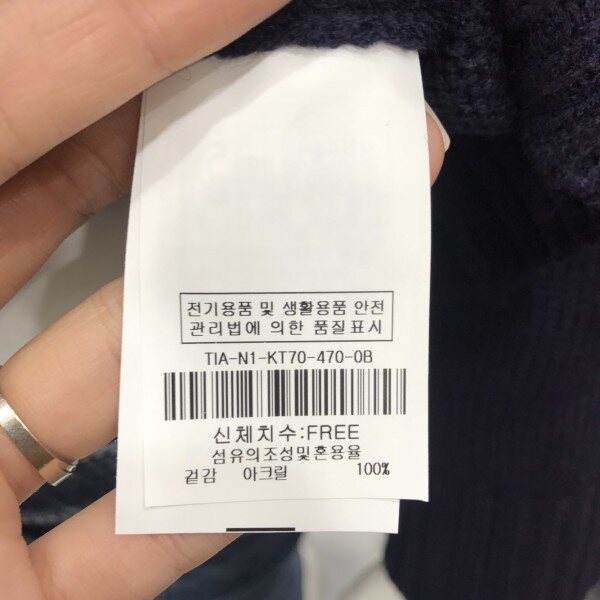 전기용품 및 생활용품 안전
관리법에 의한 품질표시
TIA-N1-KT70-470-0B
신체치수:FREE
섬유의조성및혼용율
겉감 아크릴 100%